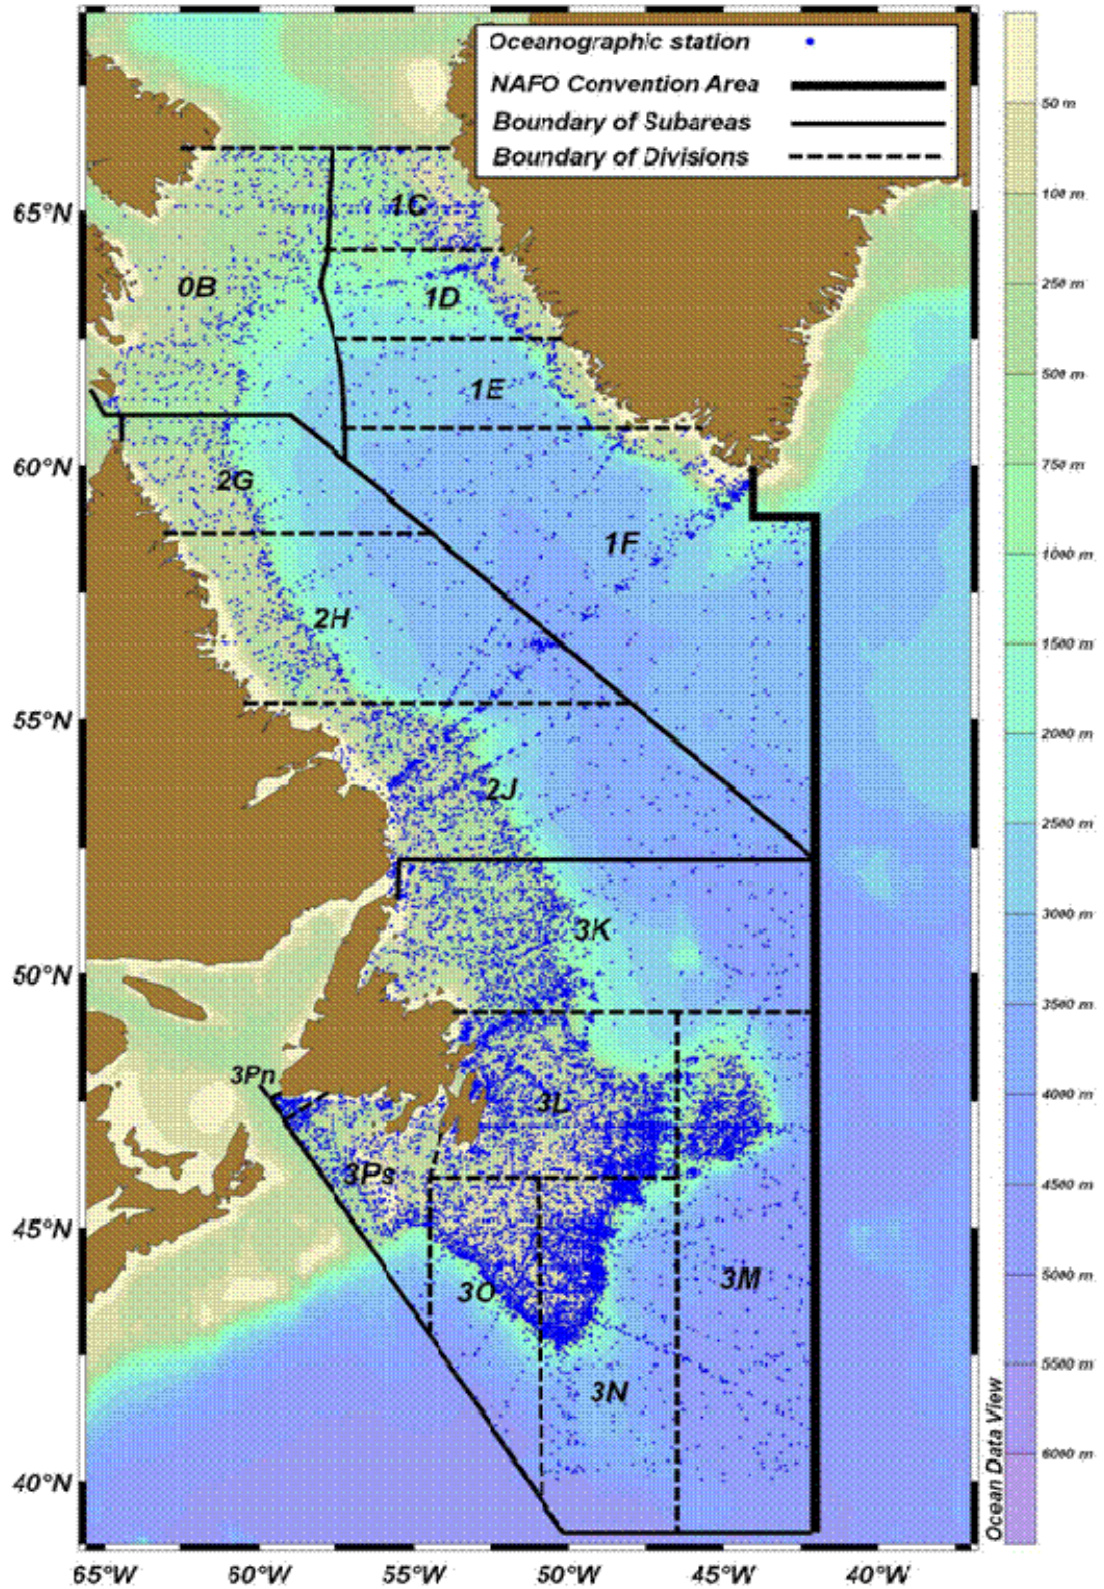 Oceanographic station
NAFO Convention Area
Boundary of Subareas
Boundary of Divisions
50 m
100 m
250 m
500 m
750 m
1000 m
1500 m
2000 m
2500 m
3000 m
3500 m
4000 m
4500 m
5000 m
5500 m
6000 m
Ocean Data View
65°N
60°N
55°N
50°N
45°N
40°N
1C
0B
1D
1E
2G
1F
2H
2J
3K
3Pn
3L
3Ps
3O
3M
3N
65°W
50°W
55°W
50°W
45°W
40°W